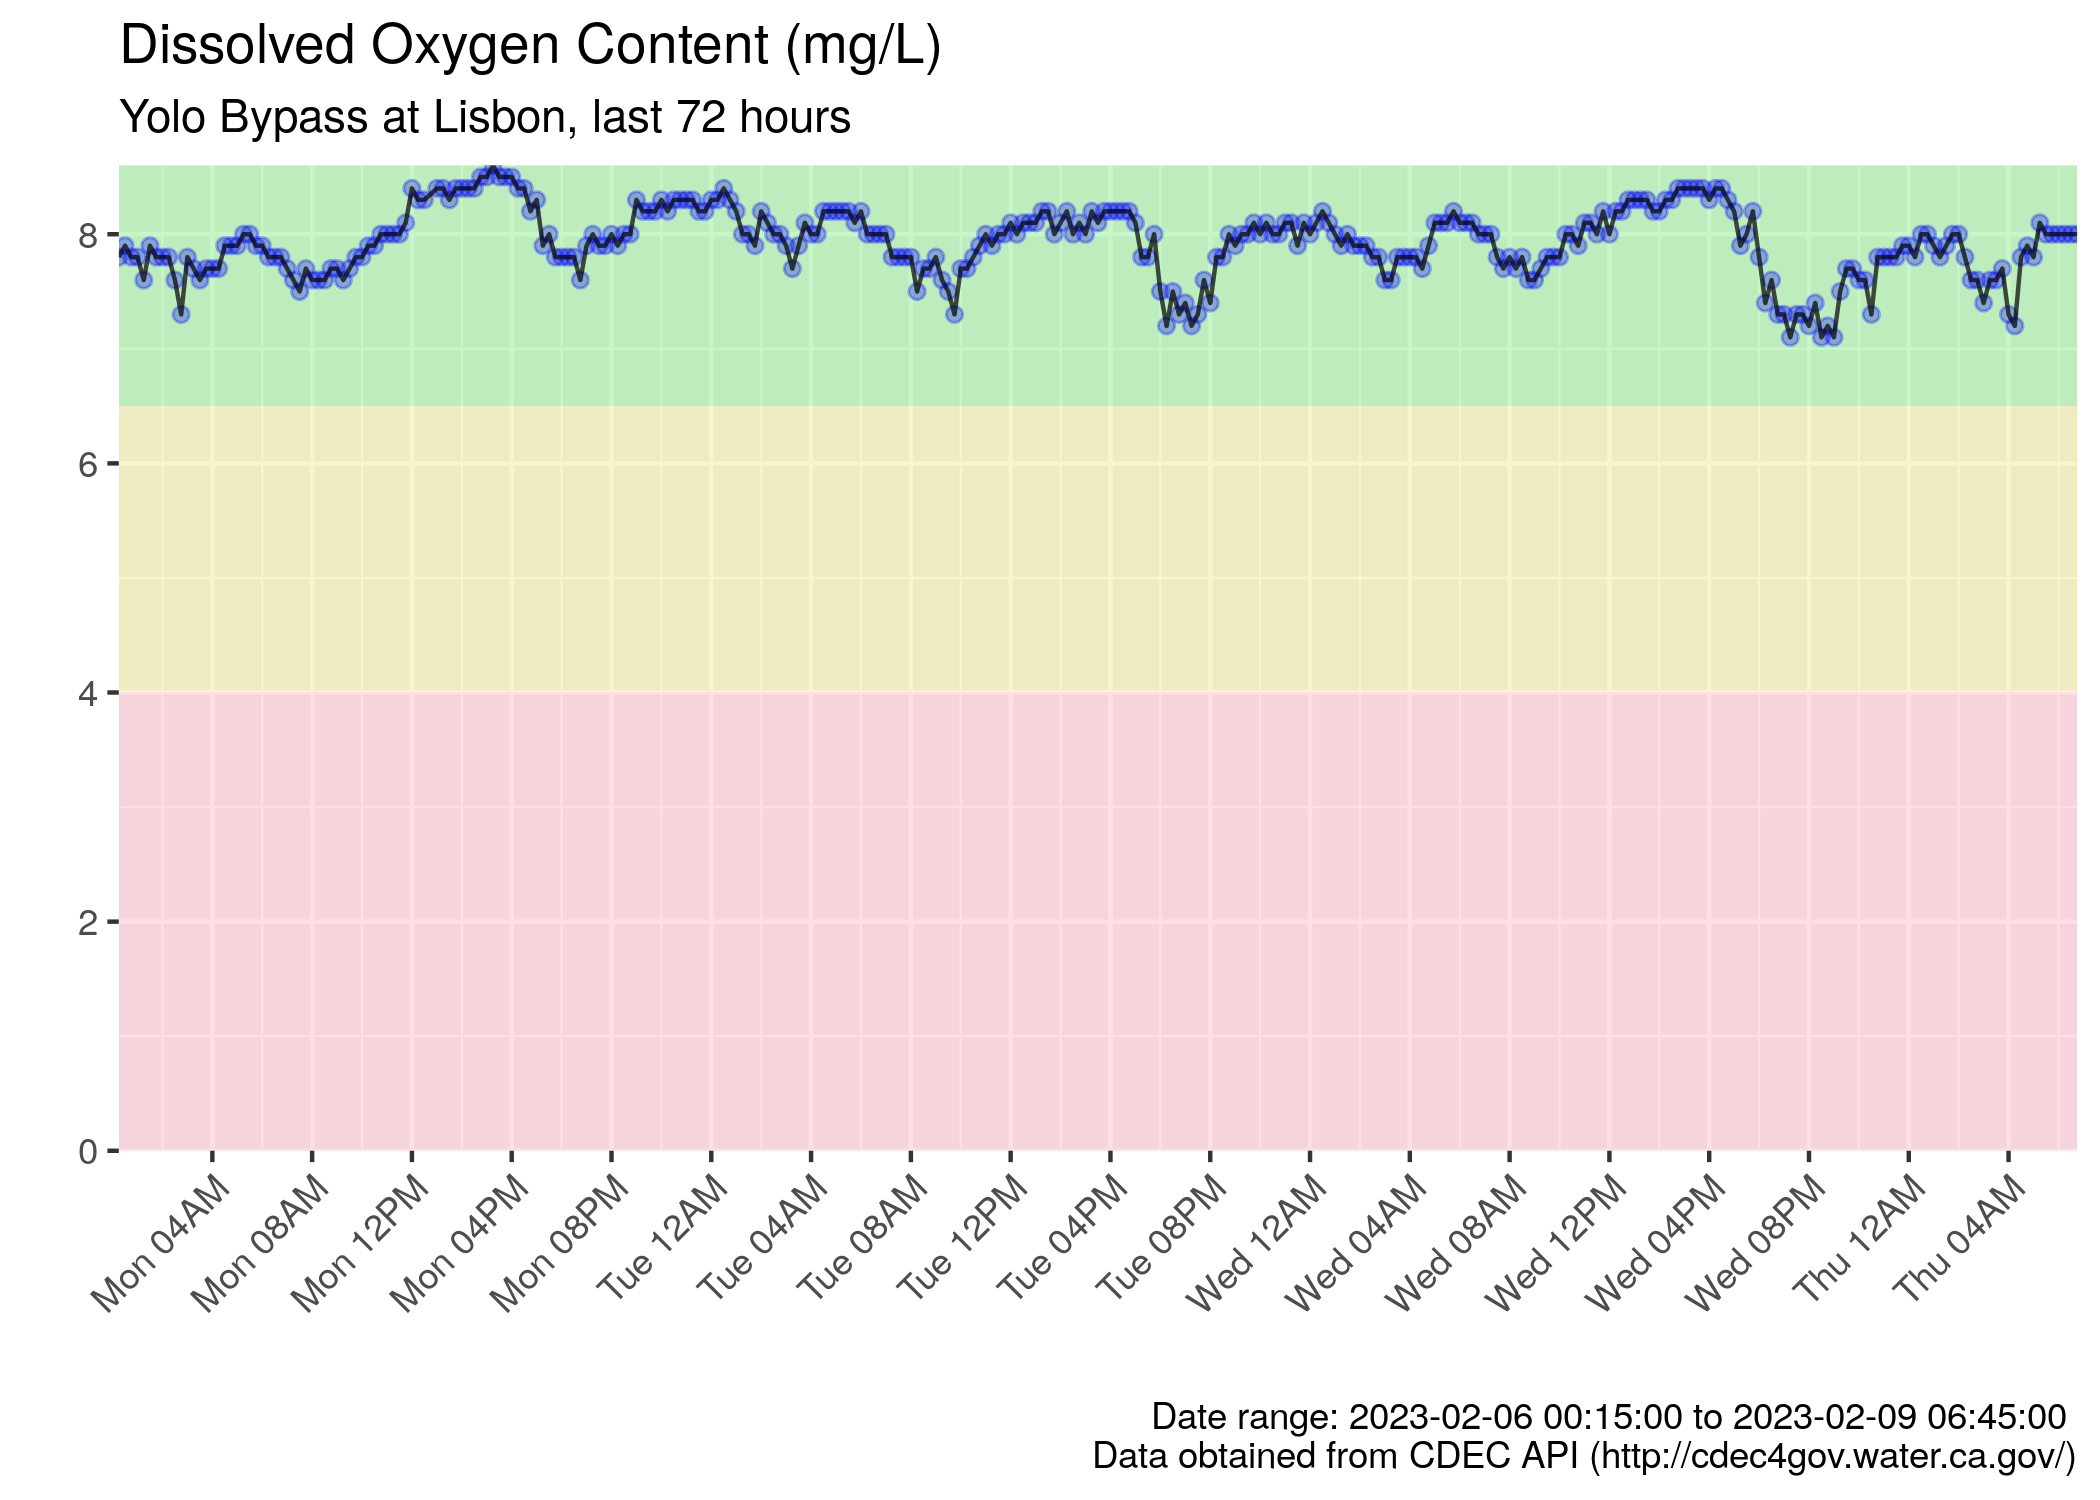 Dissolved Oxygen Content (mg/L)
Yolo Bypass at Lisbon, last 72 hours
8
6
4
2
0
Mon 04AM
Mon 08AM
Mon 12PM
Mon 04PM
Mon 08PM
Tue 12AM
Tue 04AM
Tue 08AM
Tue 12PM
Tue 04PM
Tue 08PM
Wed 12AM
Wed 04AM
Wed 08AM
Wed 12PM
Wed 04PM
Wed 08PM
Thu 12AM
Thu 04AM
Date range: 2023-02-06 00:15:00 to 2023-02-09 06:45:00
Data obtained from CDEC API (http://cdec4gov.water.ca.gov/)